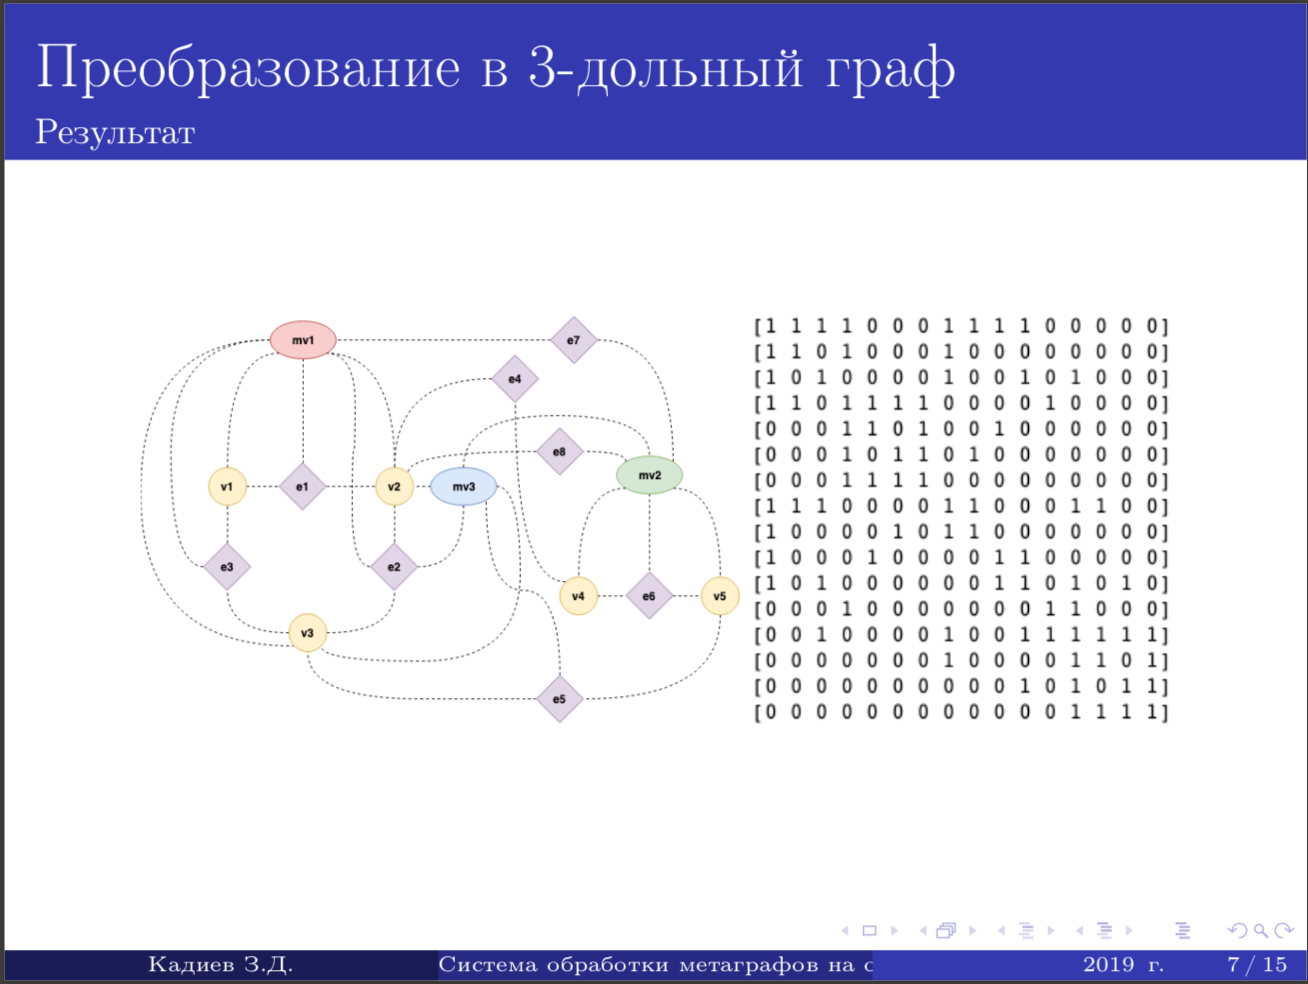 Преобразование в 3-дольный граф
Результат
mv1
e7
e4
e8
mv2
v1
e1
v2
mv3
e3
e2
v4
e6
v5
v3
e5
[1 1 1 1 0 0 0 1 1 1 1 0 0 0 0 0]
[1 1 0 1 0 0 0 1 0 0 0 0 0 0 0 0]
[1 0 1 0 0 0 0 1 0 0 1 0 1 0 0 0]
[1 1 0 1 1 1 1 0 0 0 0 1 0 0 0 0]
[0 0 0 1 1 0 1 0 0 1 0 0 0 0 0 0]
[0 0 0 1 0 1 1 0 1 0 0 0 0 0 0 0]
[0 0 0 1 1 1 1 0 0 0 0 0 0 0 0 0]
[1 1 1 0 0 0 0 1 1 0 0 0 1 1 0 0]
[1 0 0 0 0 1 0 1 1 0 0 0 0 0 0 0]
[1 0 0 0 1 0 0 0 0 1 1 0 0 0 0 0]
[1 0 1 0 0 0 0 0 0 1 1 0 1 0 1 0]
[0 0 0 1 0 0 0 0 0 0 0 1 1 0 0 0]
[0 0 1 0 0 0 0 1 0 0 1 1 1 1 1 1]
[0 0 0 0 0 0 0 1 0 0 0 0 1 1 0 1]
[0 0 0 0 0 0 0 0 0 0 1 0 1 0 1 1]
[0 0 0 0 0 0 0 0 0 0 0 0 1 1 1 1]
Кадиев З.Д.
Система обработки метаграфов на с
2019 г.
7 / 15